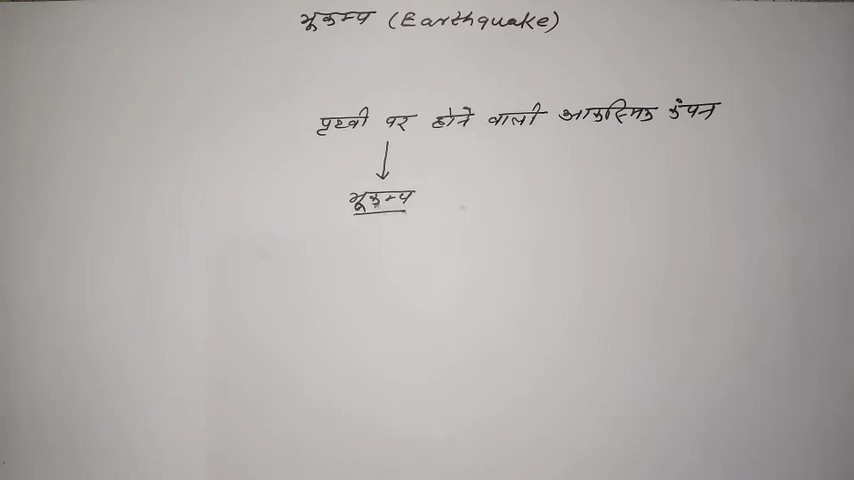 भूकम्प (Earthquake)
पृथ्वी पर होने वाली आकस्मिक कंपन
भूकम्प